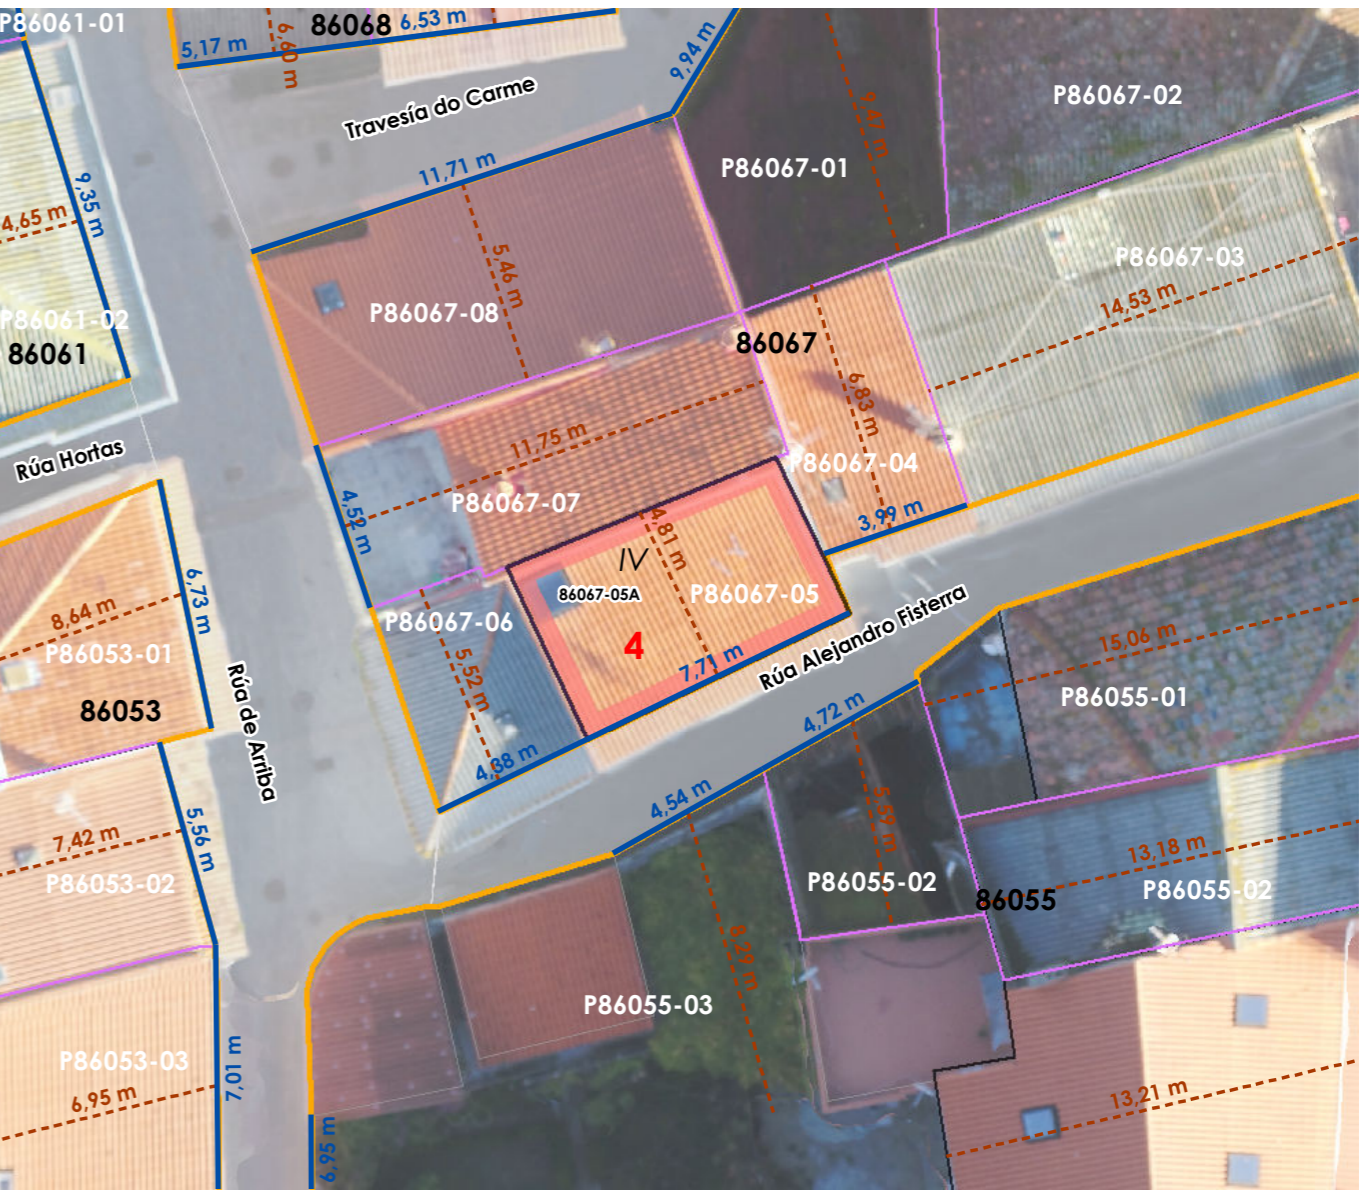 P86061-01
5,17 m
6,60 m
86068
6,53 m
9,94 m
Travesía do Carme
9,47 m
P86067-02
P86067-01
11,71 m
9,35 m
4,65 m
5,46 m
P86067-03
14,53 m
P86067-08
P86061-02
86061
86067
6,83 m
11,75 m
Rúa Hortas
P86067-04
4,52 m
P86067-07
3,99 m
4,81 m
IV
86067-05A
P86067-05
4
7,71 m
Rúa Alejandro Fisterra
8,64 m
6,73 m
P86067-06
5,52 m
P86053-01
86053
Rúa de Arriba
15,06 m
P86055-01
4,72 m
4,38 m
4,54 m
5,59 m
7,42 m
5,56 m
P86053-02
13,18 m
P86055-02
P86055-02
86055
8,29 m
P86055-03
P86053-03
6,95 m
7,01 m
6,95 m
13,21 m